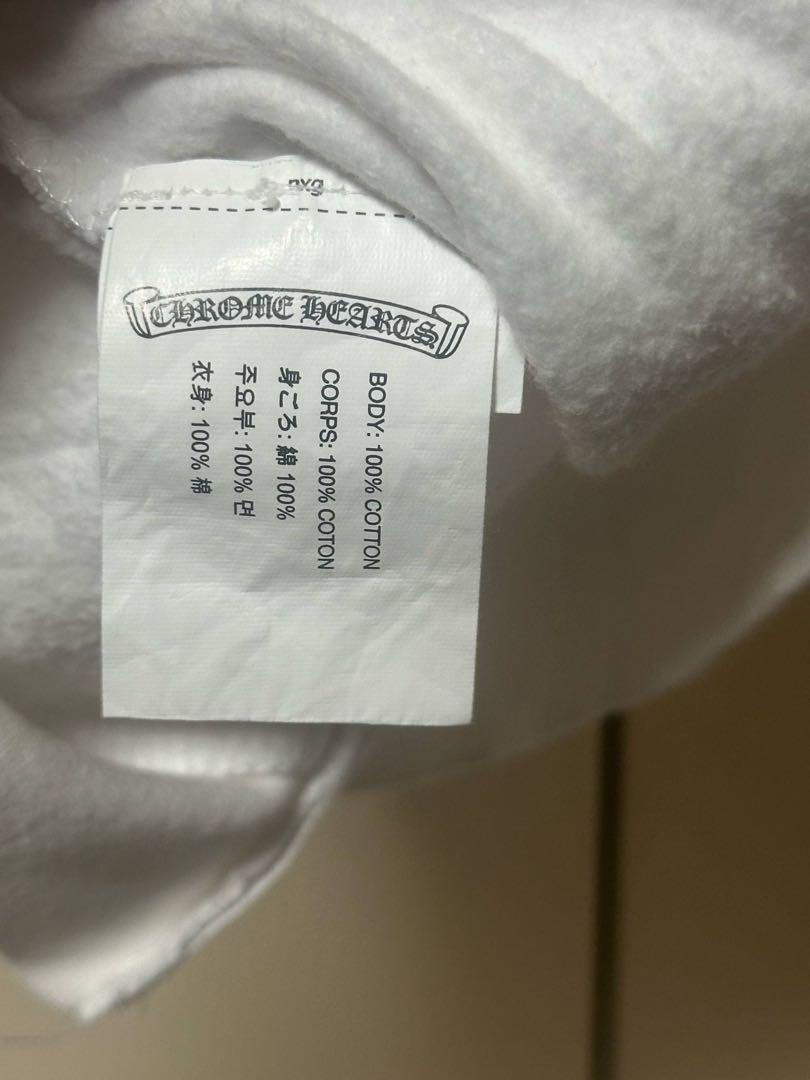 CHROME HEARTS
BODY: 100% COTTON
CORPS: 100% COTON
身ごろ: 綿 100%
주요부: 100% 면
衣身: 100% 棉